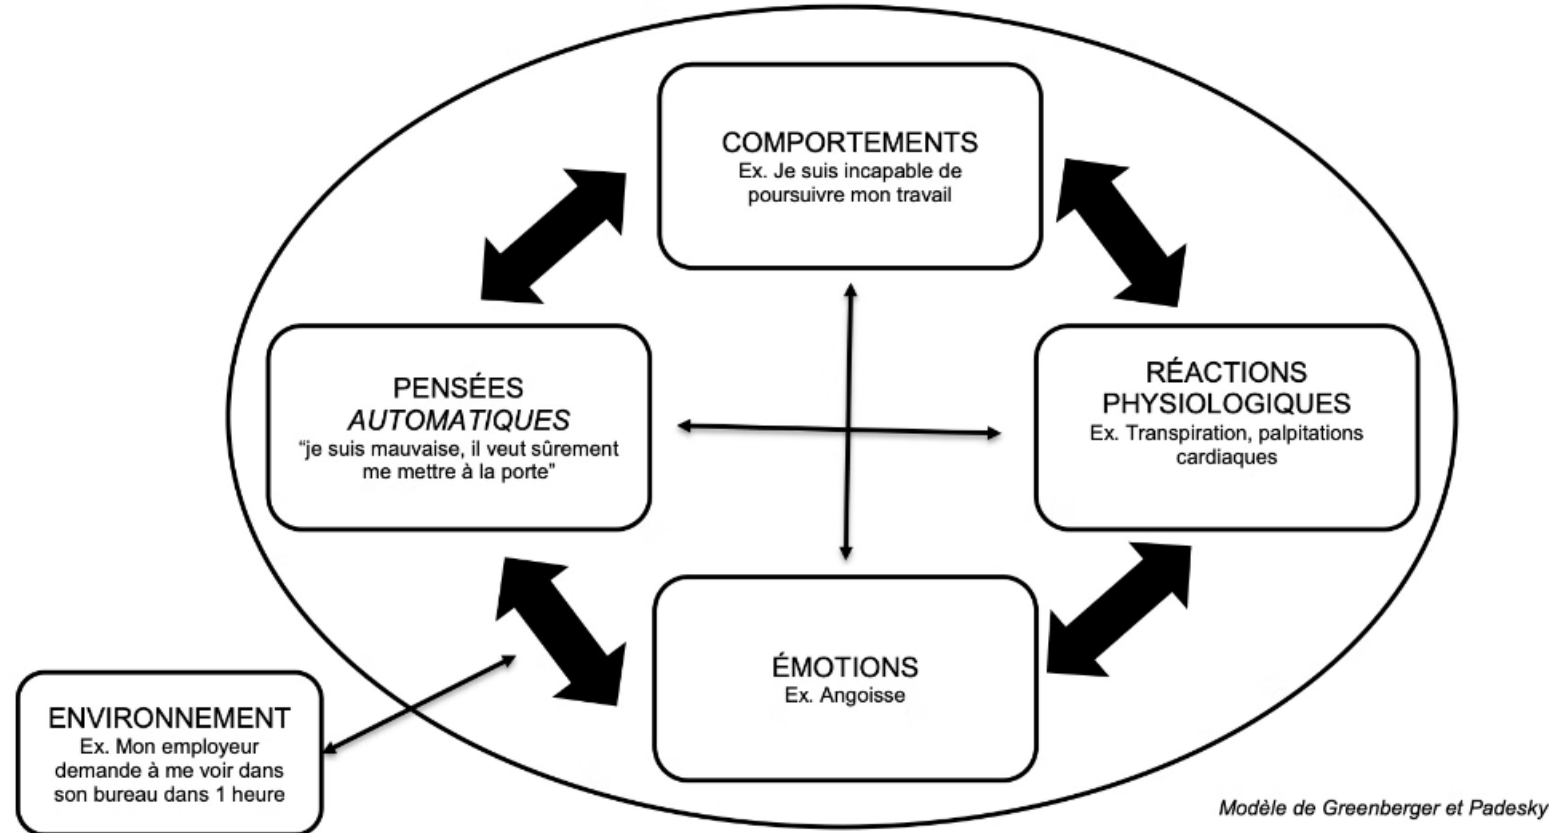 COMPORTEMENTS
Ex. Je suis incapable de
poursuivre mon travail
PENSÉES
AUTOMATIQUES
“je suis mauvaise, il veut sûrement
me mettre à la porte”
RÉACTIONS
PHYSIOLOGIQUES
Ex. Transpiration, palpitations
cardiaques
ÉMOTIONS
Ex. Angoisse
ENVIRONNEMENT
Ex. Mon employeur
demande à me voir dans
son bureau dans 1 heure
Modèle de Greenberger et Padesky